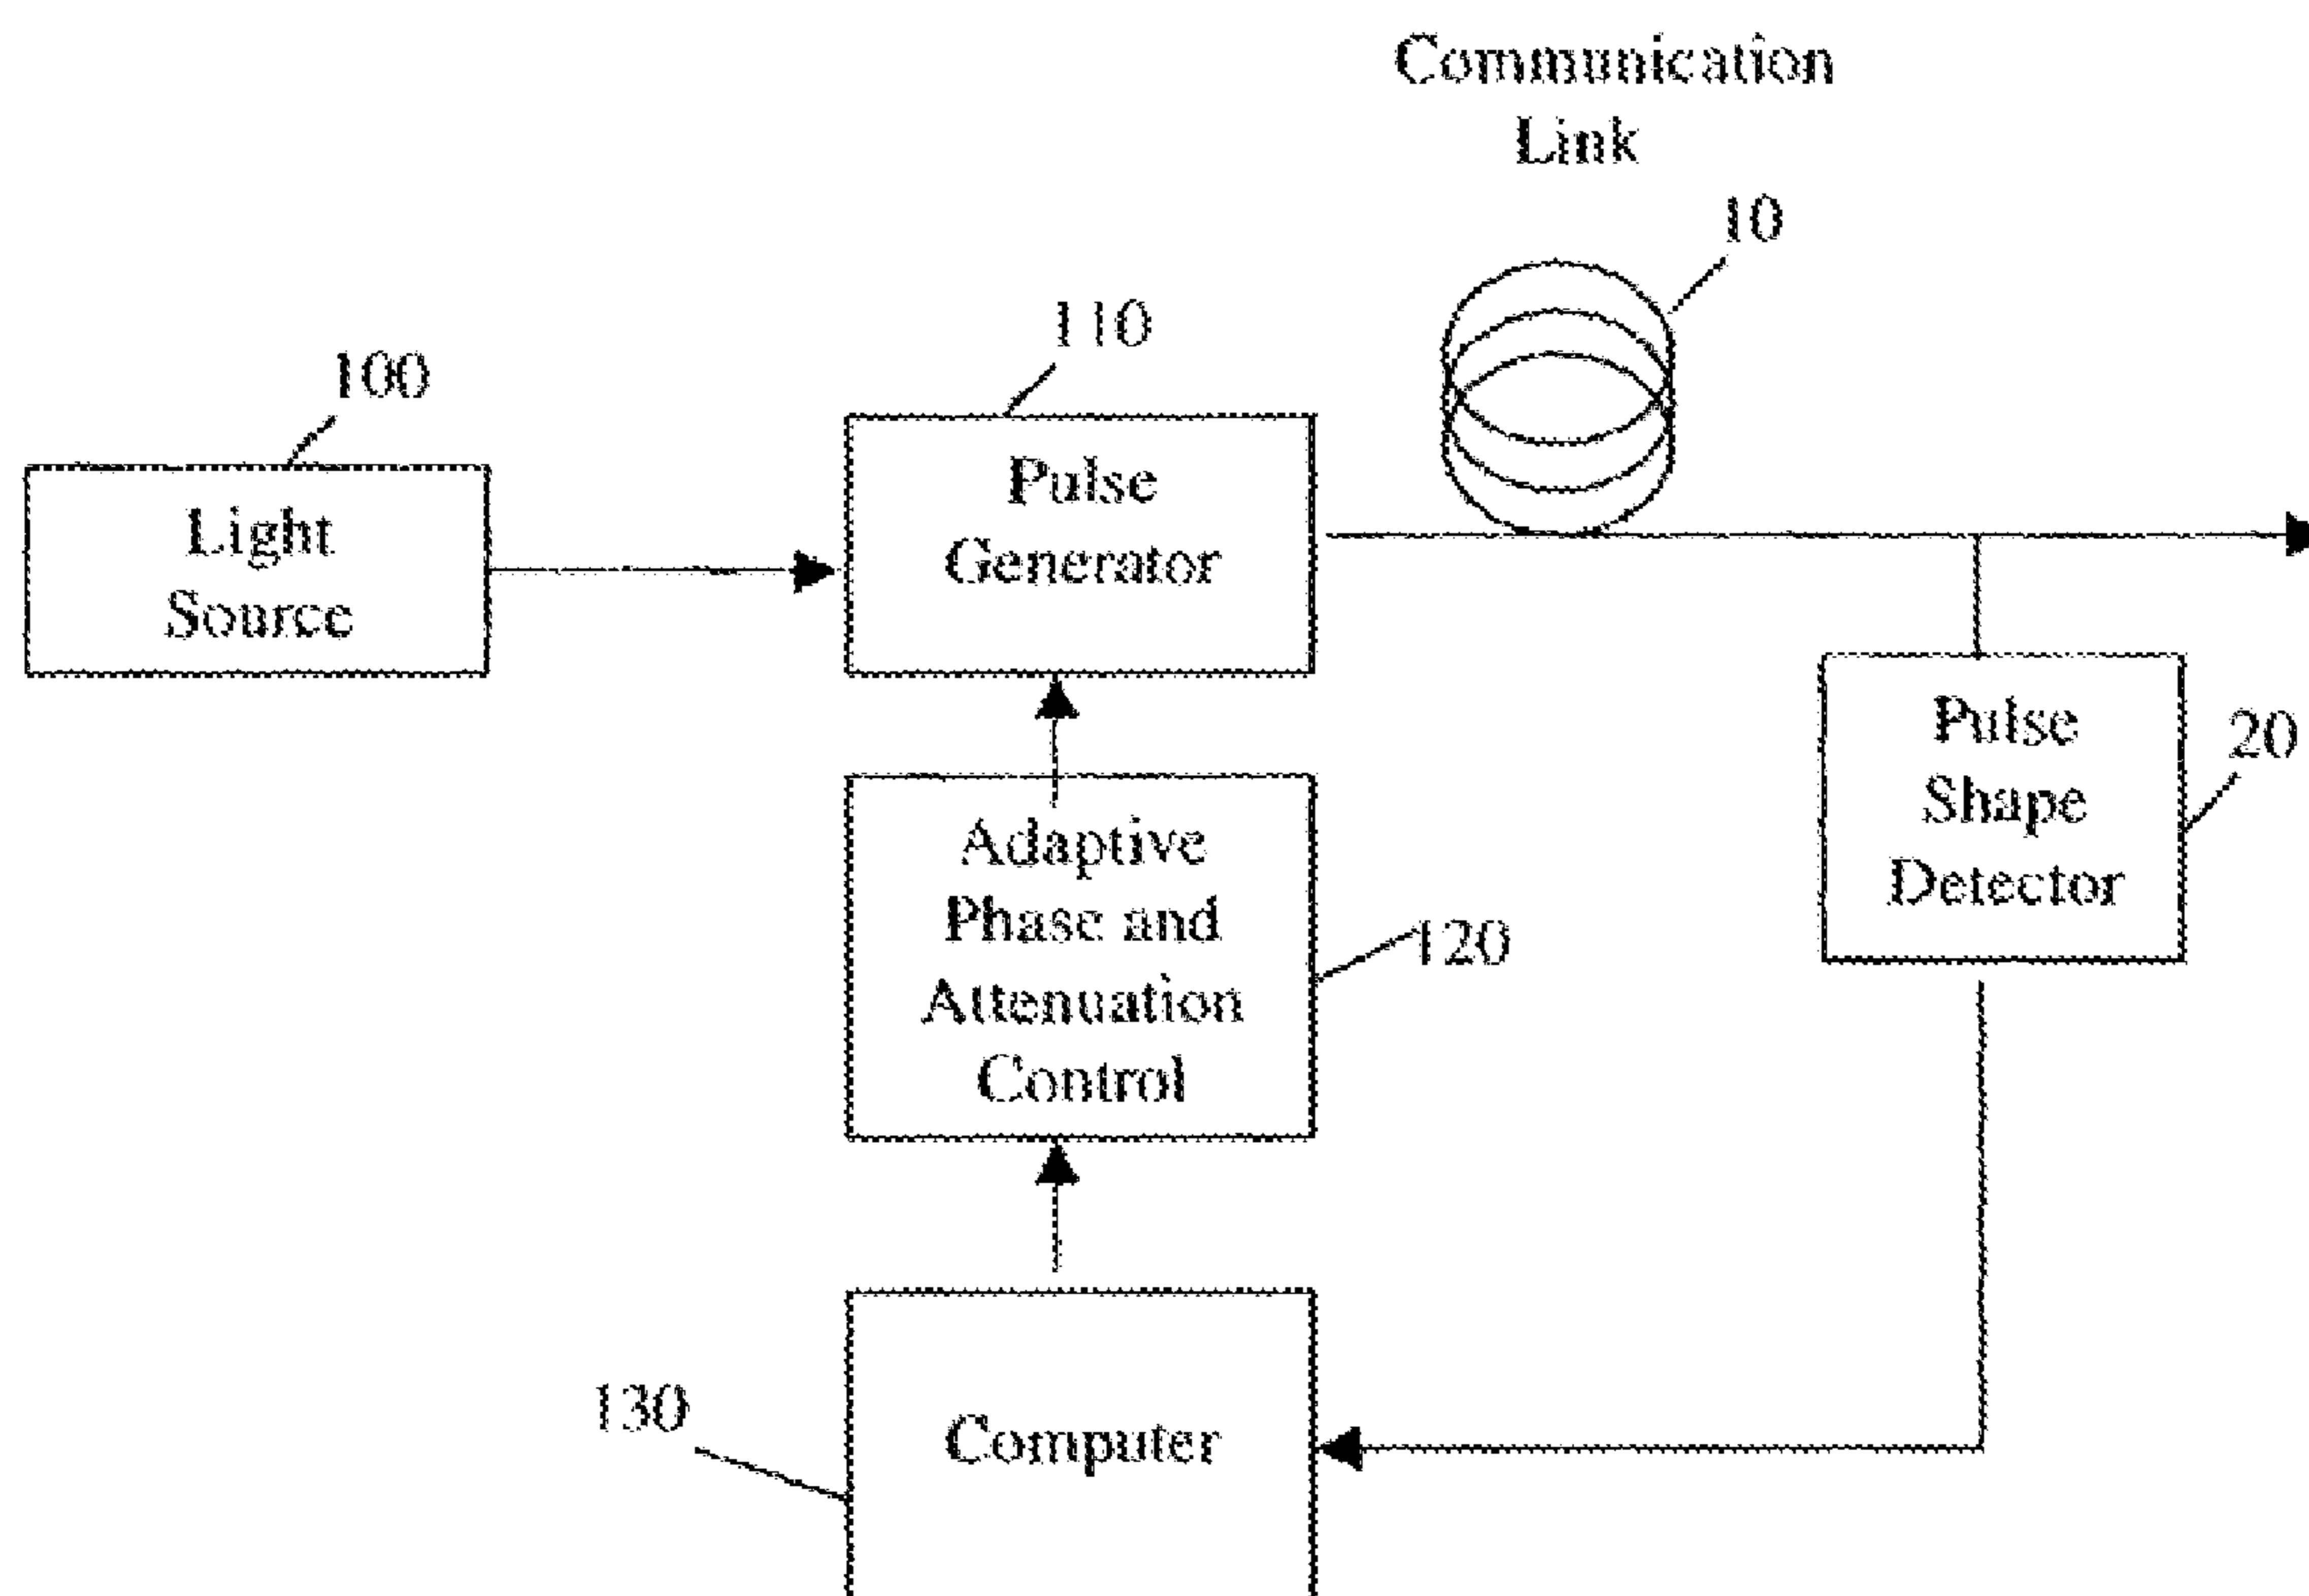 Communication
Link
10
110
100
Pulse
Generator
Light
Source
Pulse
Shape
Detector
20
Adaptive
Phase and
Attenuation
Control
120
130
Computer